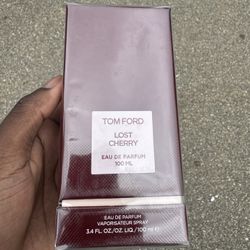 TOM FORD
LOST
CHERRY
EAU DE PARFUM
100 ML
EAU DE PARFUM
VAPORISATEUR SPRAY
3.4 FL.OZ./OZ. LIQ./100 ml ℮